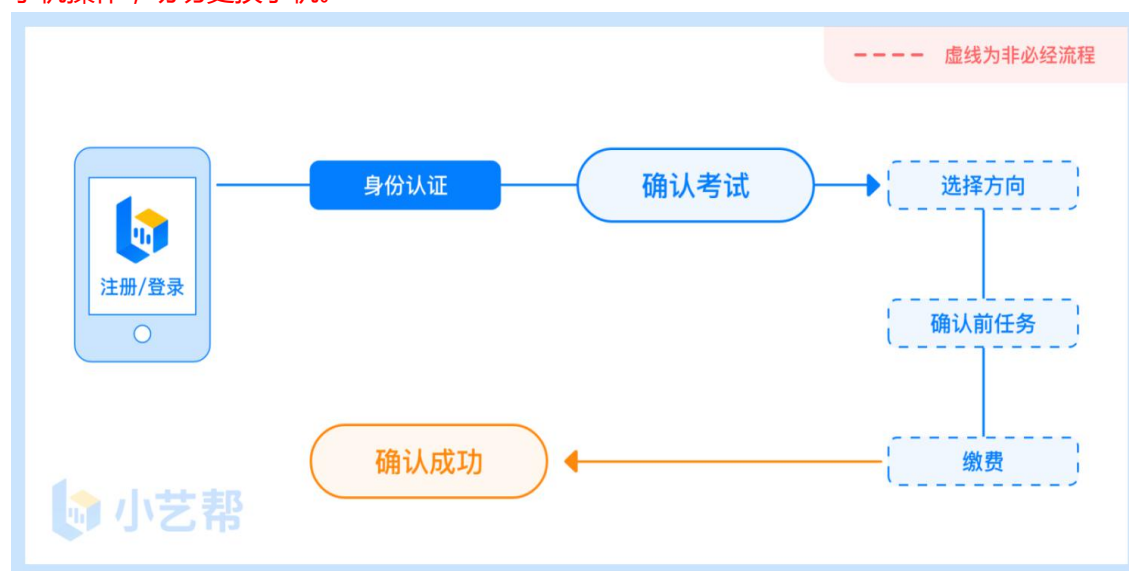 虚线为非必经流程
身份认证
确认考试
选择方向
注册/登录
确认前任务
确认成功
缴费
小艺帮